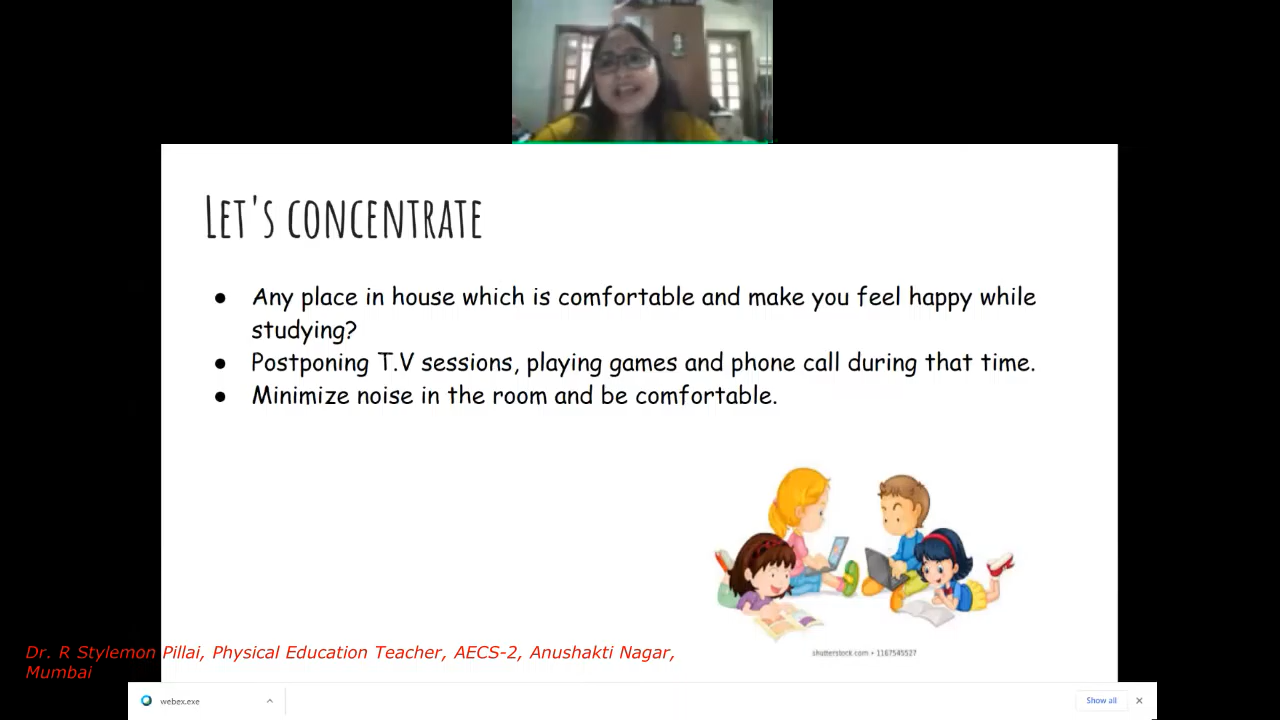 Let's concentrate
● Any place in house which is comfortable and make you feel happy while
studying?
● Postponing T.V sessions, playing games and phone call during that time.
● Minimize noise in the room and be comfortable.
Dr. R Stylemon Pillai, Physical Education Teacher, AECS-2, Anushakti Nagar,
Mumbai
shutterstock.com • 1167545527
webex.exe
Show all